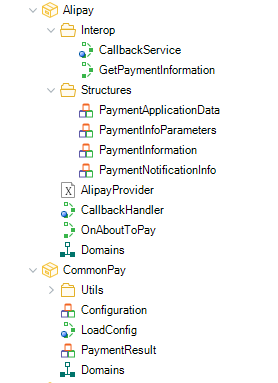 Alipay
Interop
CallbackService
GetPaymentInformation
Structures
PaymentApplicationData
PaymentInfoParameters
PaymentInformation
PaymentNotificationInfo
AlipayProvider
CallbackHandler
OnAboutToPay
Domains
CommonPay
Utils
Configuration
LoadConfig
PaymentResult
Domains